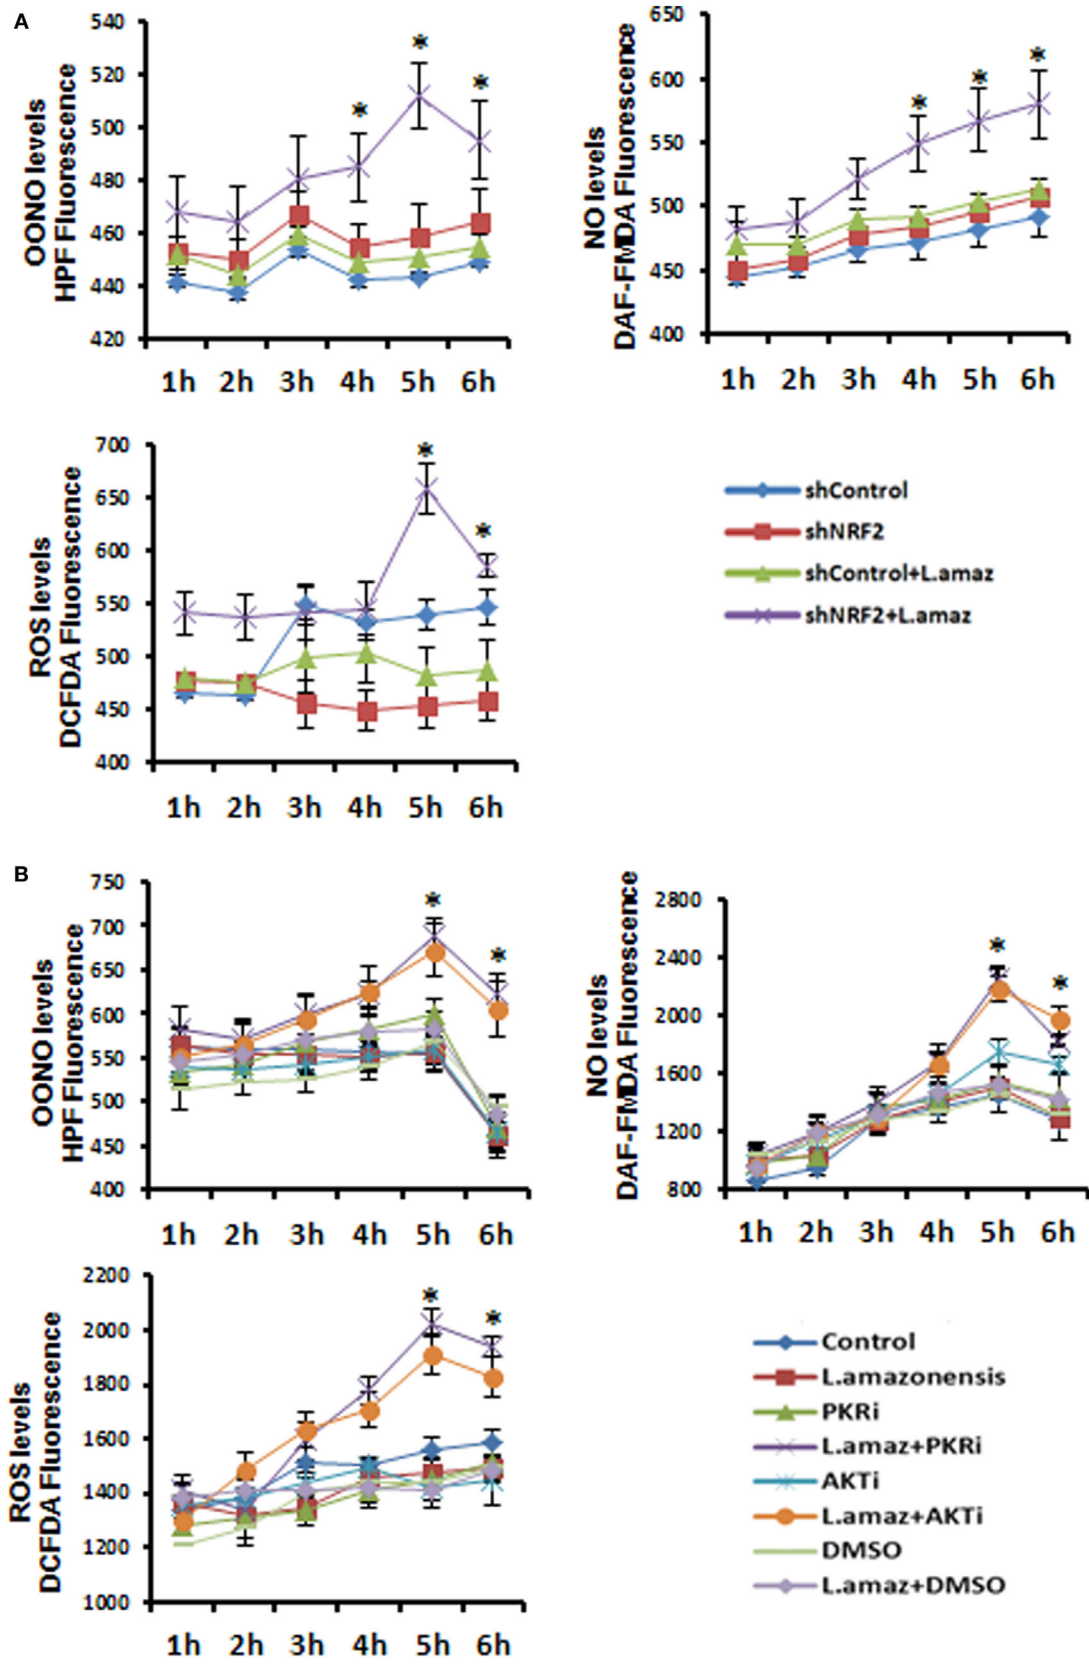 A
OONO levels
HPF Fluorescence
540
520
500
480
460
440
420
*
*
*
1h 2h 3h 4h 5h 6h
NO levels
DAF-FMDA Fluorescence
650
600
550
500
450
400
*
*
*
1h 2h 3h 4h 5h 6h
ROS levels
DCFDA Fluorescence
700
650
600
550
500
450
400
*
*
1h 2h 3h 4h 5h 6h
shControl
shNRF2
shControl+L.amaz
shNRF2+L.amaz
B
OONO levels
HPF Fluorescence
750
700
650
600
550
500
450
400
*
*
1h 2h 3h 4h 5h 6h
NO levels
DAF-FMDA Fluorescence
2800
2400
2000
1600
1200
800
*
*
1h 2h 3h 4h 5h 6h
ROS levels
DCFDA Fluorescence
2200
2000
1800
1600
1400
1200
1000
*
*
1h 2h 3h 4h 5h 6h
Control
L.amazonensis
PKRi
L.amaz+PKRi
AKTi
L.amaz+AKTi
DMSO
L.amaz+DMSO